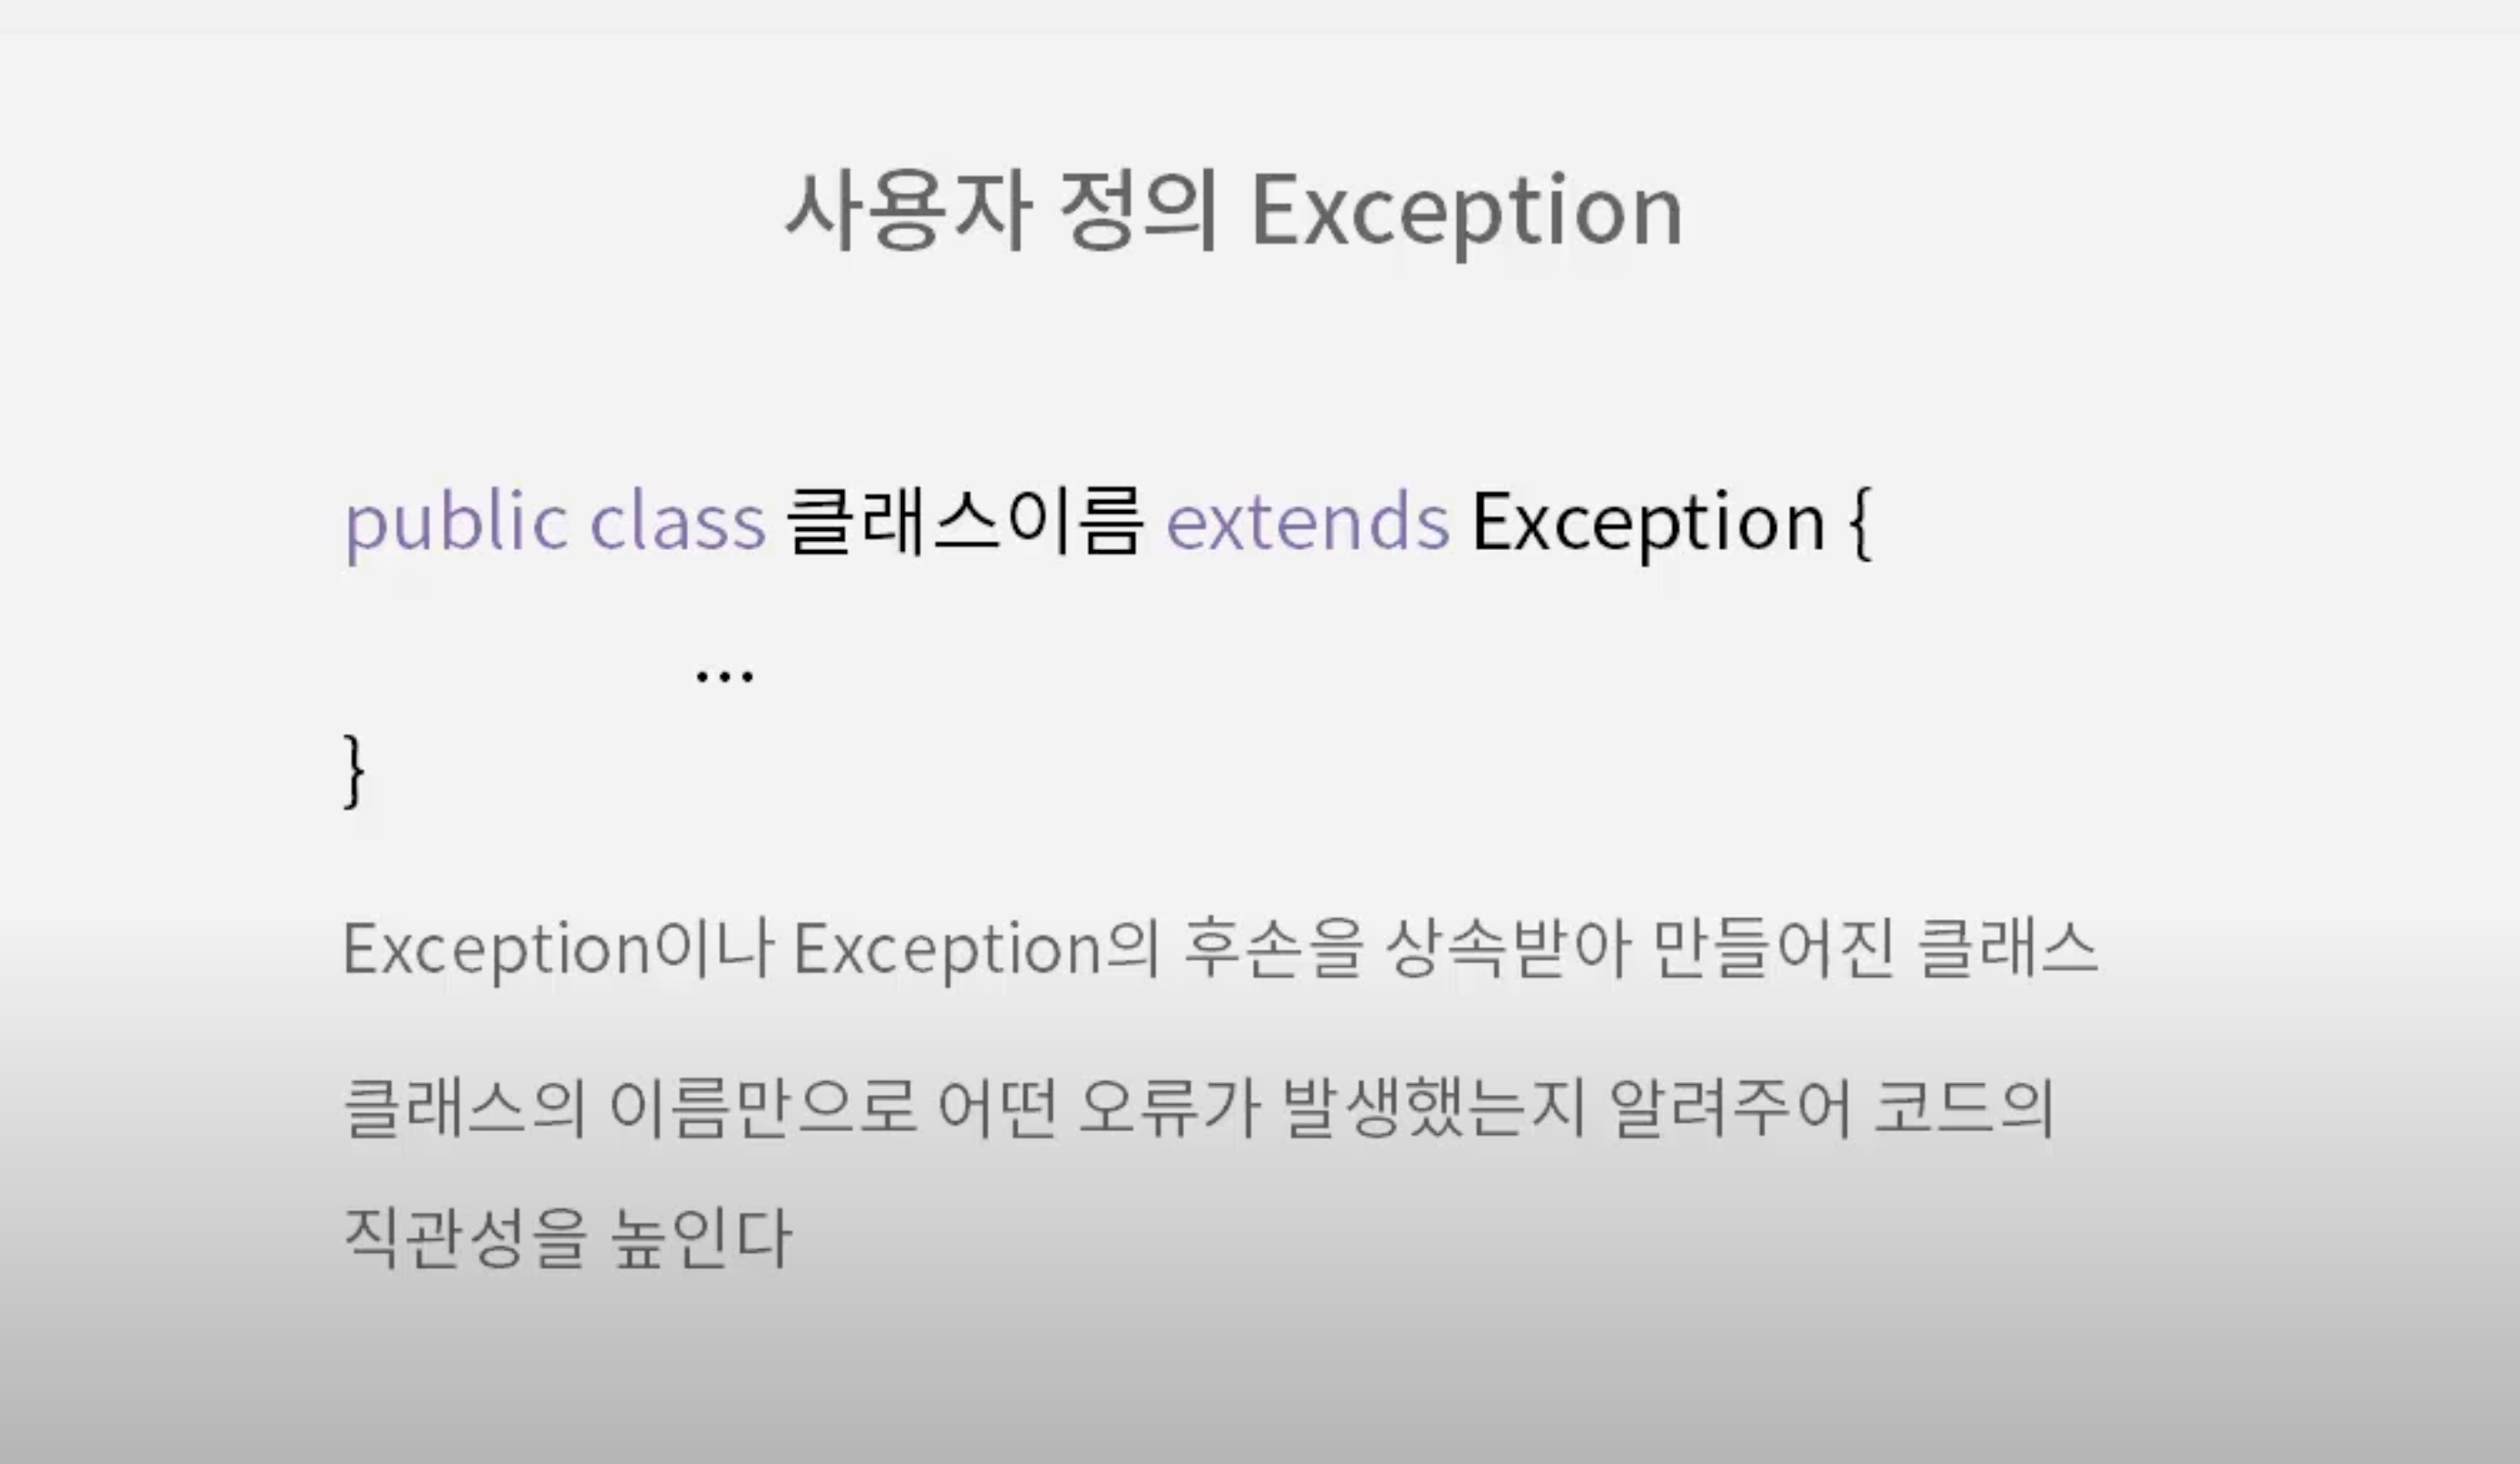 사용자 정의 Exception
public class 클래스이름 extends Exception {
...
}
Exception이나 Exception의 후손을 상속받아 만들어진 클래스
클래스의 이름만으로 어떤 오류가 발생했는지 알려주어 코드의
직관성을 높인다